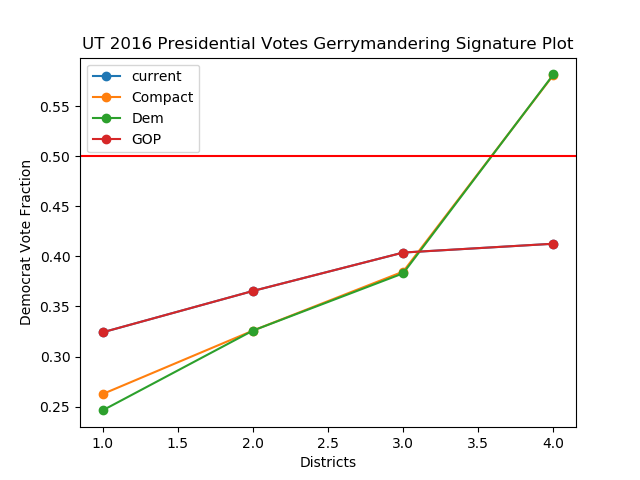 UT 2016 Presidential Votes Gerrymandering Signature Plot
current
Compact
Dem
GOP
0.55
0.50
0.45
0.40
0.35
0.30
0.25
Democrat Vote Fraction
1.0 1.5 2.0 2.5 3.0 3.5 4.0
Districts